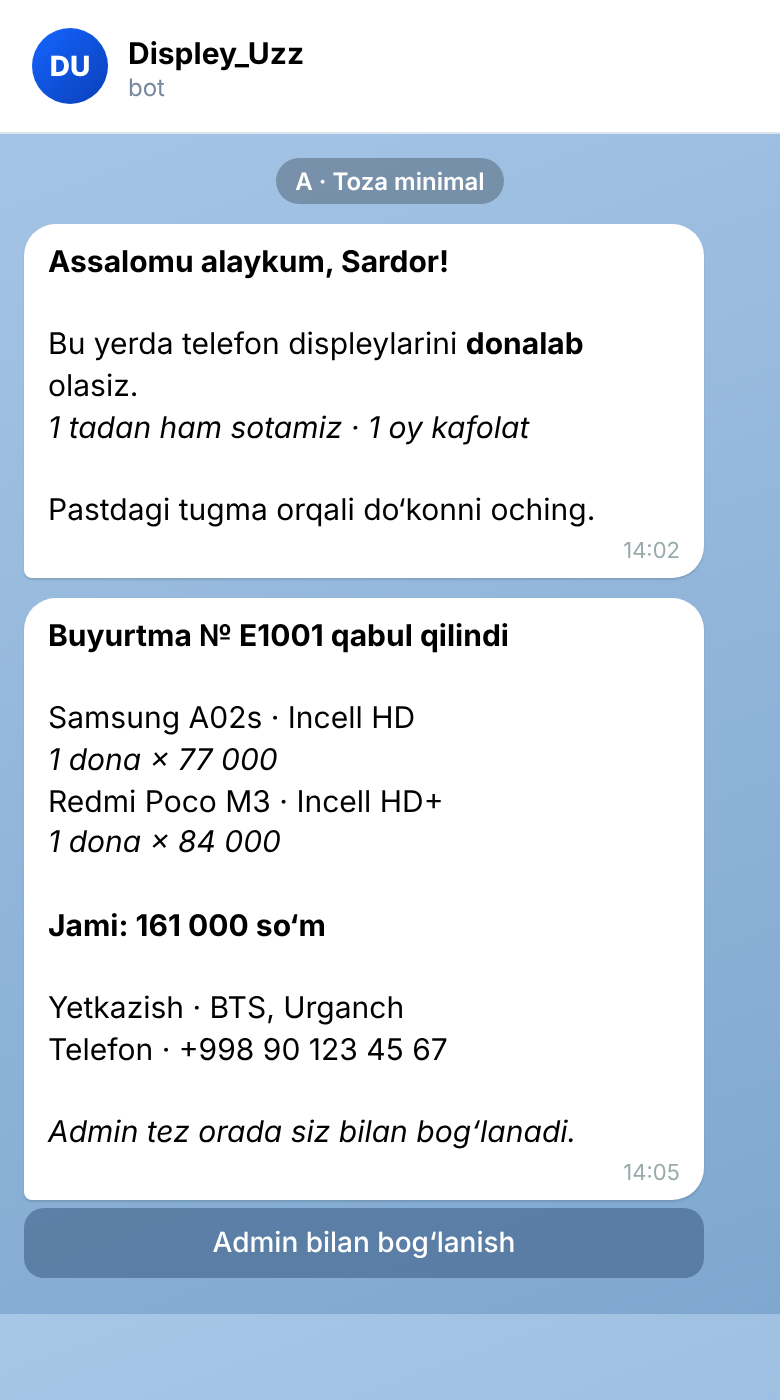 DU
Displey_Uzz
bot
A · Toza minimal
Assalomu alaykum, Sardor!
Bu yerda telefon displeylarini donalab
olasiz.
1 tadan ham sotamiz · 1 oy kafolat
Pastdagi tugma orqali do‘konni oching.
14:02
Buyurtma № E1001 qabul qilindi
Samsung A02s · Incell HD
1 dona × 77 000
Redmi Poco M3 · Incell HD+
1 dona × 84 000
Jami: 161 000 so‘m
Yetkazish · BTS, Urganch
Telefon · +998 90 123 45 67
Admin tez orada siz bilan bog‘lanadi.
14:05
Admin bilan bog‘lanish